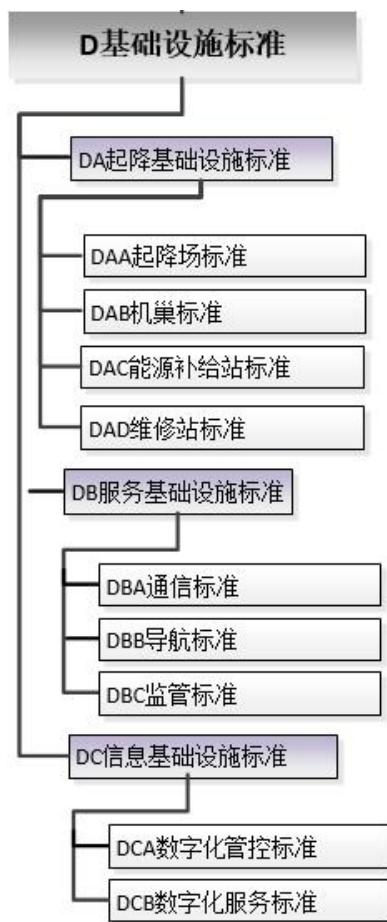 D基础设施标准
DA起降基础设施标准
DAA起降场标准
DAB机巢标准
DAC能源补给站标准
DAD维修站标准
DB服务基础设施标准
DBA通信标准
DBB导航标准
DBC监管标准
DC信息基础设施标准
DCA数字化管控标准
DCB数字化服务标准